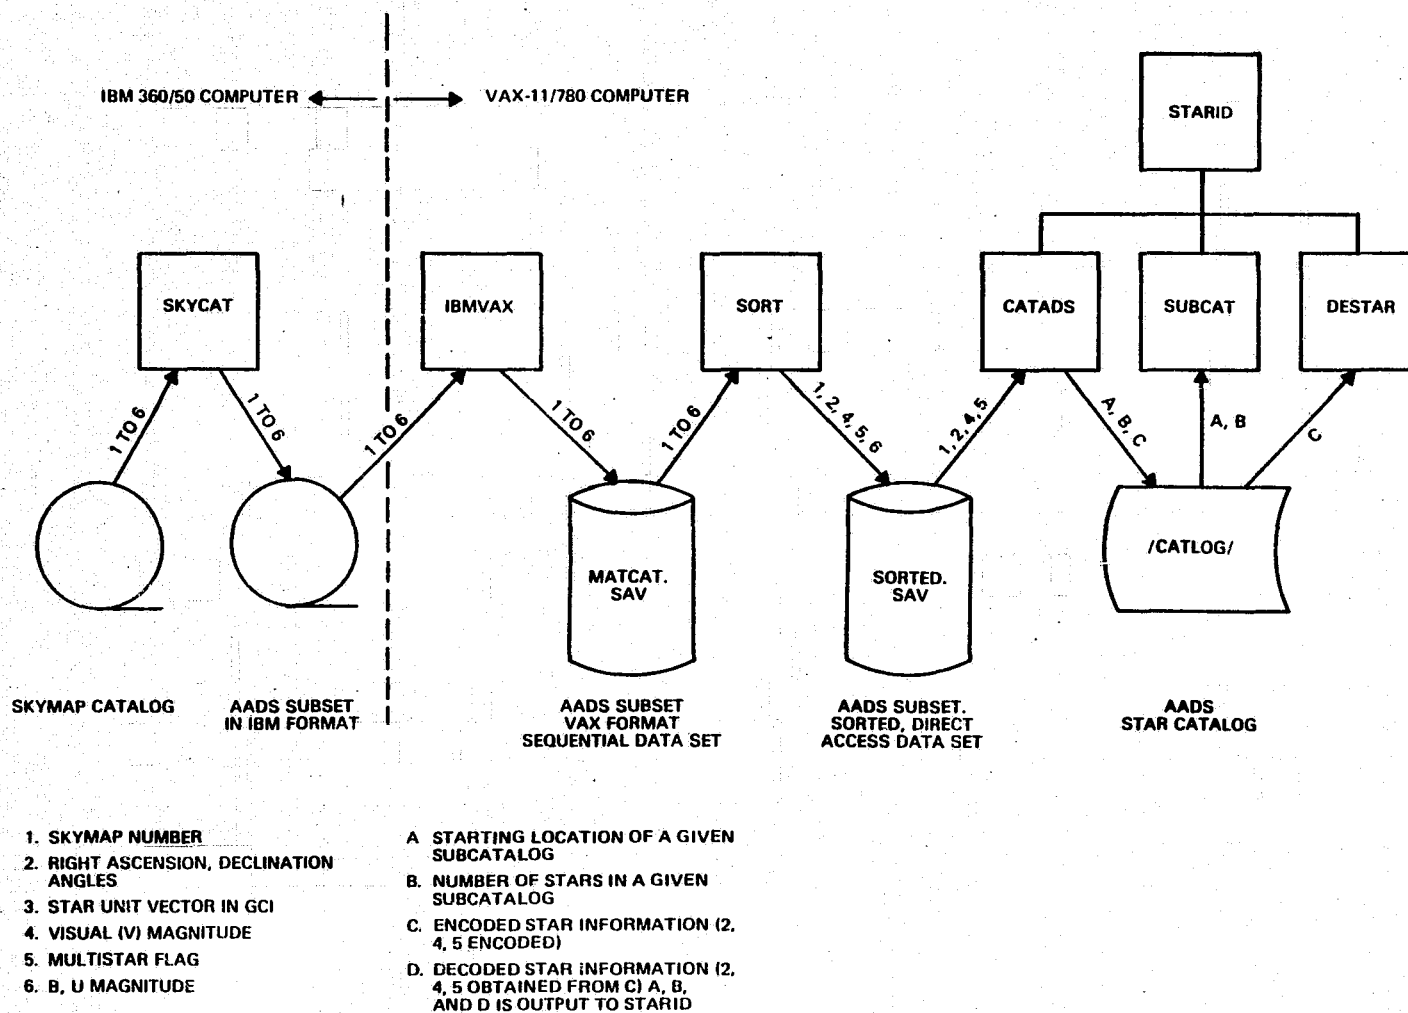 IBM 360/50 COMPUTER
VAX-11/780 COMPUTER
STARID
SKYCAT
IBMVAX
SORT
CATADS
SUBCAT
DESTAR
1 TO 6
1 TO 6
1 TO 6
1 TO 6
1 TO 6
1, 2, 4, 5, 6
1, 2, 4, 5
A, B, C
A, B
C
MATCAT.
SAV
SORTED.
SAV
/CATLOG/
SKYMAP CATALOG
AADS SUBSET
IN IBM FORMAT
AADS SUBSET
VAX FORMAT
SEQUENTIAL DATA SET
AADS SUBSET.
SORTED, DIRECT
ACCESS DATA SET
AADS
STAR CATALOG
1. SKYMAP NUMBER
2. RIGHT ASCENSION, DECLINATION
ANGLES
3. STAR UNIT VECTOR IN GCI
4. VISUAL (V) MAGNITUDE
5. MULTISTAR FLAG
6. B, U MAGNITUDE
A STARTING LOCATION OF A GIVEN
SUBCATALOG
B. NUMBER OF STARS IN A GIVEN
SUBCATALOG
C. ENCODED STAR INFORMATION (2,
4, 5 ENCODED)
D. DECODED STAR INFORMATION (2,
4, 5 OBTAINED FROM C) A, B,
AND D IS OUTPUT TO STARID